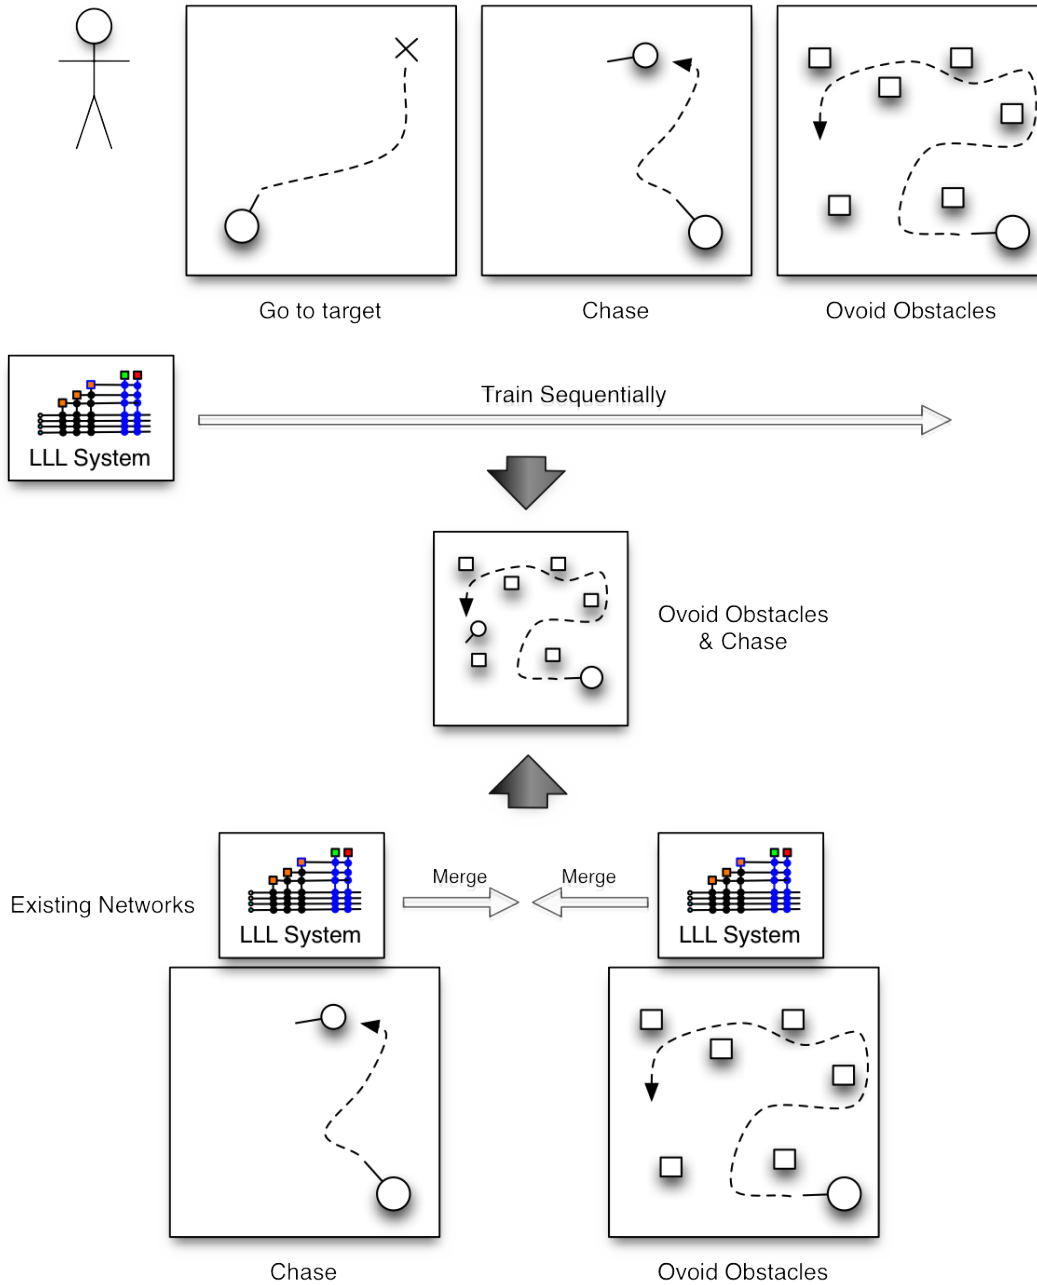 Go to target
Chase
Ovoid Obstacles
Train Sequentially
LLL System
Ovoid Obstacles
& Chase
Merge
Merge
Existing Networks
LLL System
LLL System
Chase
Ovoid Obstacles